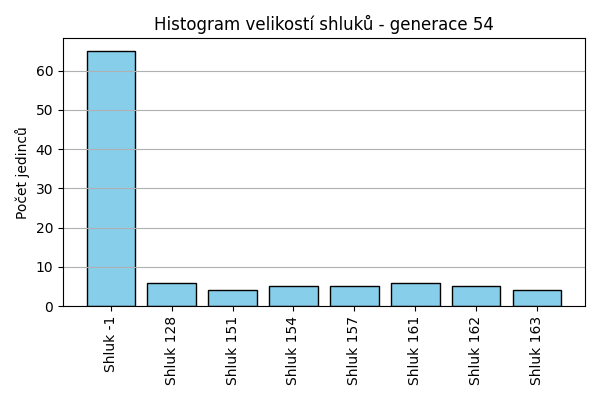 Histogram velikostí shluků - generace 54
Počet jedinců
60
50
40
30
20
10
0
Shluk -1
Shluk 128
Shluk 151
Shluk 154
Shluk 157
Shluk 161
Shluk 162
Shluk 163